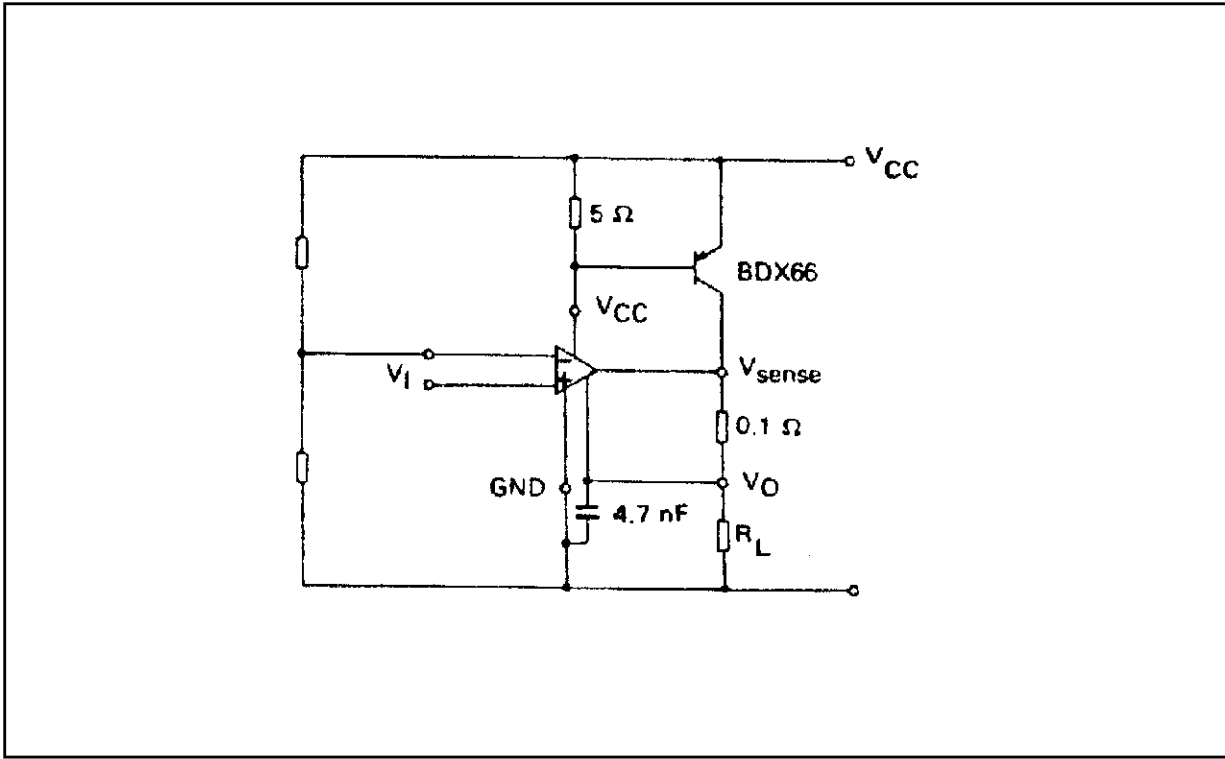 VCC
5 Ω
BDX66
VCC
VI
Vsense
0.1 Ω
GND
VO
4.7 nF
RL